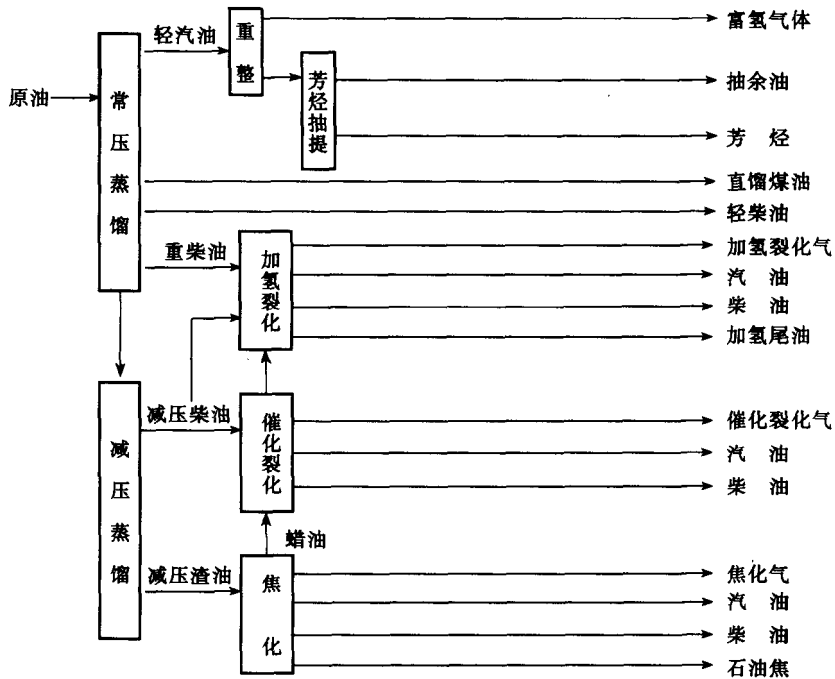 轻汽油
重整
富氢气体
原油
常压蒸馏
芳烃抽提
抽余油
芳 烃
直馏煤油
轻柴油
重柴油
加氢裂化
加氢裂化气
汽 油
柴 油
加氢尾油
减压蒸馏
减压柴油
催化裂化
催化裂化气
汽 油
柴 油
蜡油
减压渣油
焦化
焦化气
汽 油
柴 油
石油焦